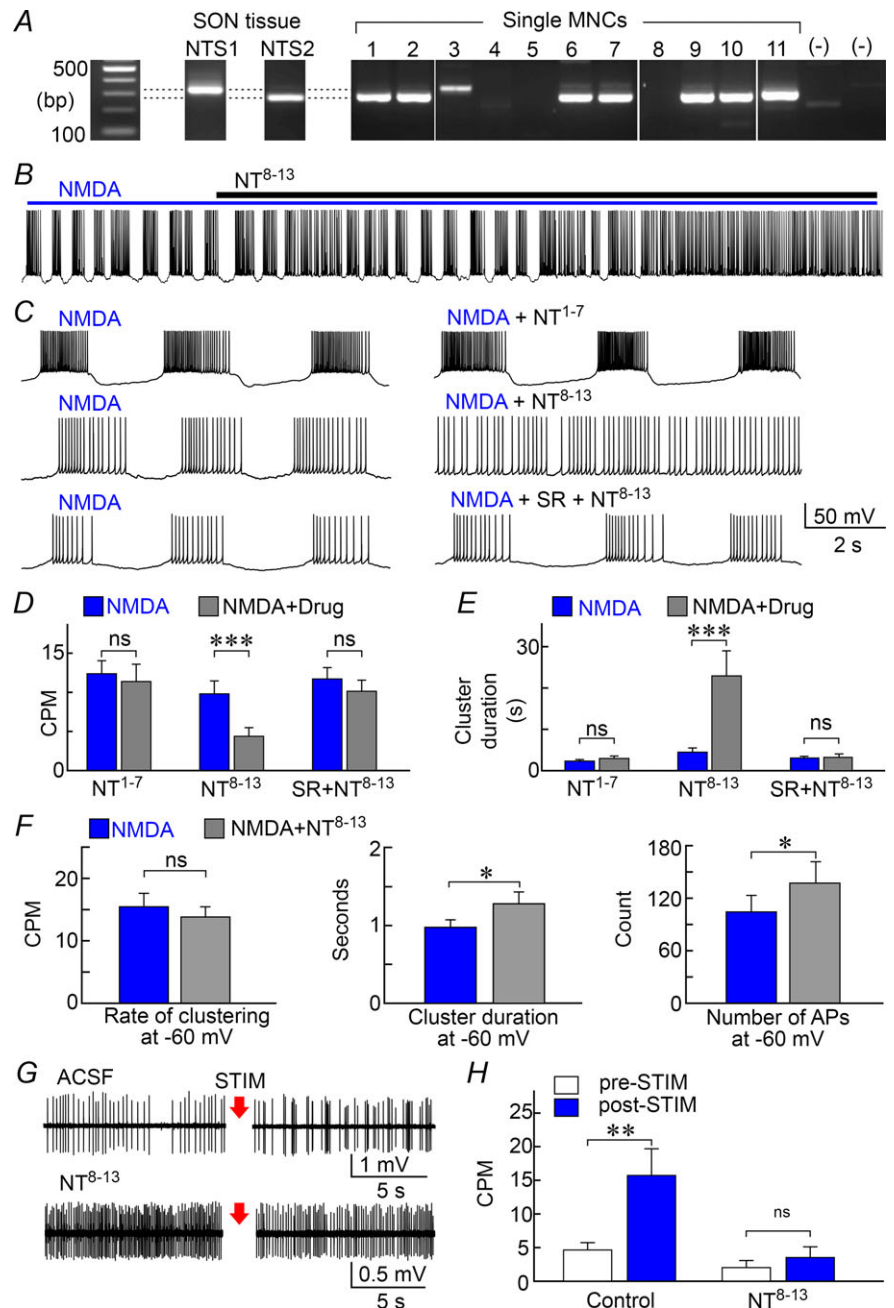 A
SON tissue
Single MNCs
NTS1 NTS2
1 2 3 4 5 6 7 8 9 10 11 (-) (-)
500
(bp)
100
B
NMDA NT8-13
C
NMDA NMDA + NT1-7
NMDA NMDA + NT8-13
NMDA NMDA + SR + NT8-13
50 mV
2 s
D
NMDA NMDA+Drug
ns *** ns
15
CPM
0
NT1-7 NT8-13 SR+NT8-13
E
NMDA NMDA+Drug
ns *** ns
30
Cluster
duration
(s)
0
NT1-7 NT8-13 SR+NT8-13
F
NMDA NMDA+NT8-13
ns
20
15
10
5
0
CPM
Rate of clustering
at -60 mV
*
2
1
0
Seconds
Cluster duration
at -60 mV
*
180
120
60
0
Count
Number of APs
at -60 mV
G
ACSF STIM
1 mV
5 s
NT8-13
0.5 mV
5 s
H
pre-STIM
post-STIM
** ns
25
20
15
10
5
0
CPM
Control NT8-13